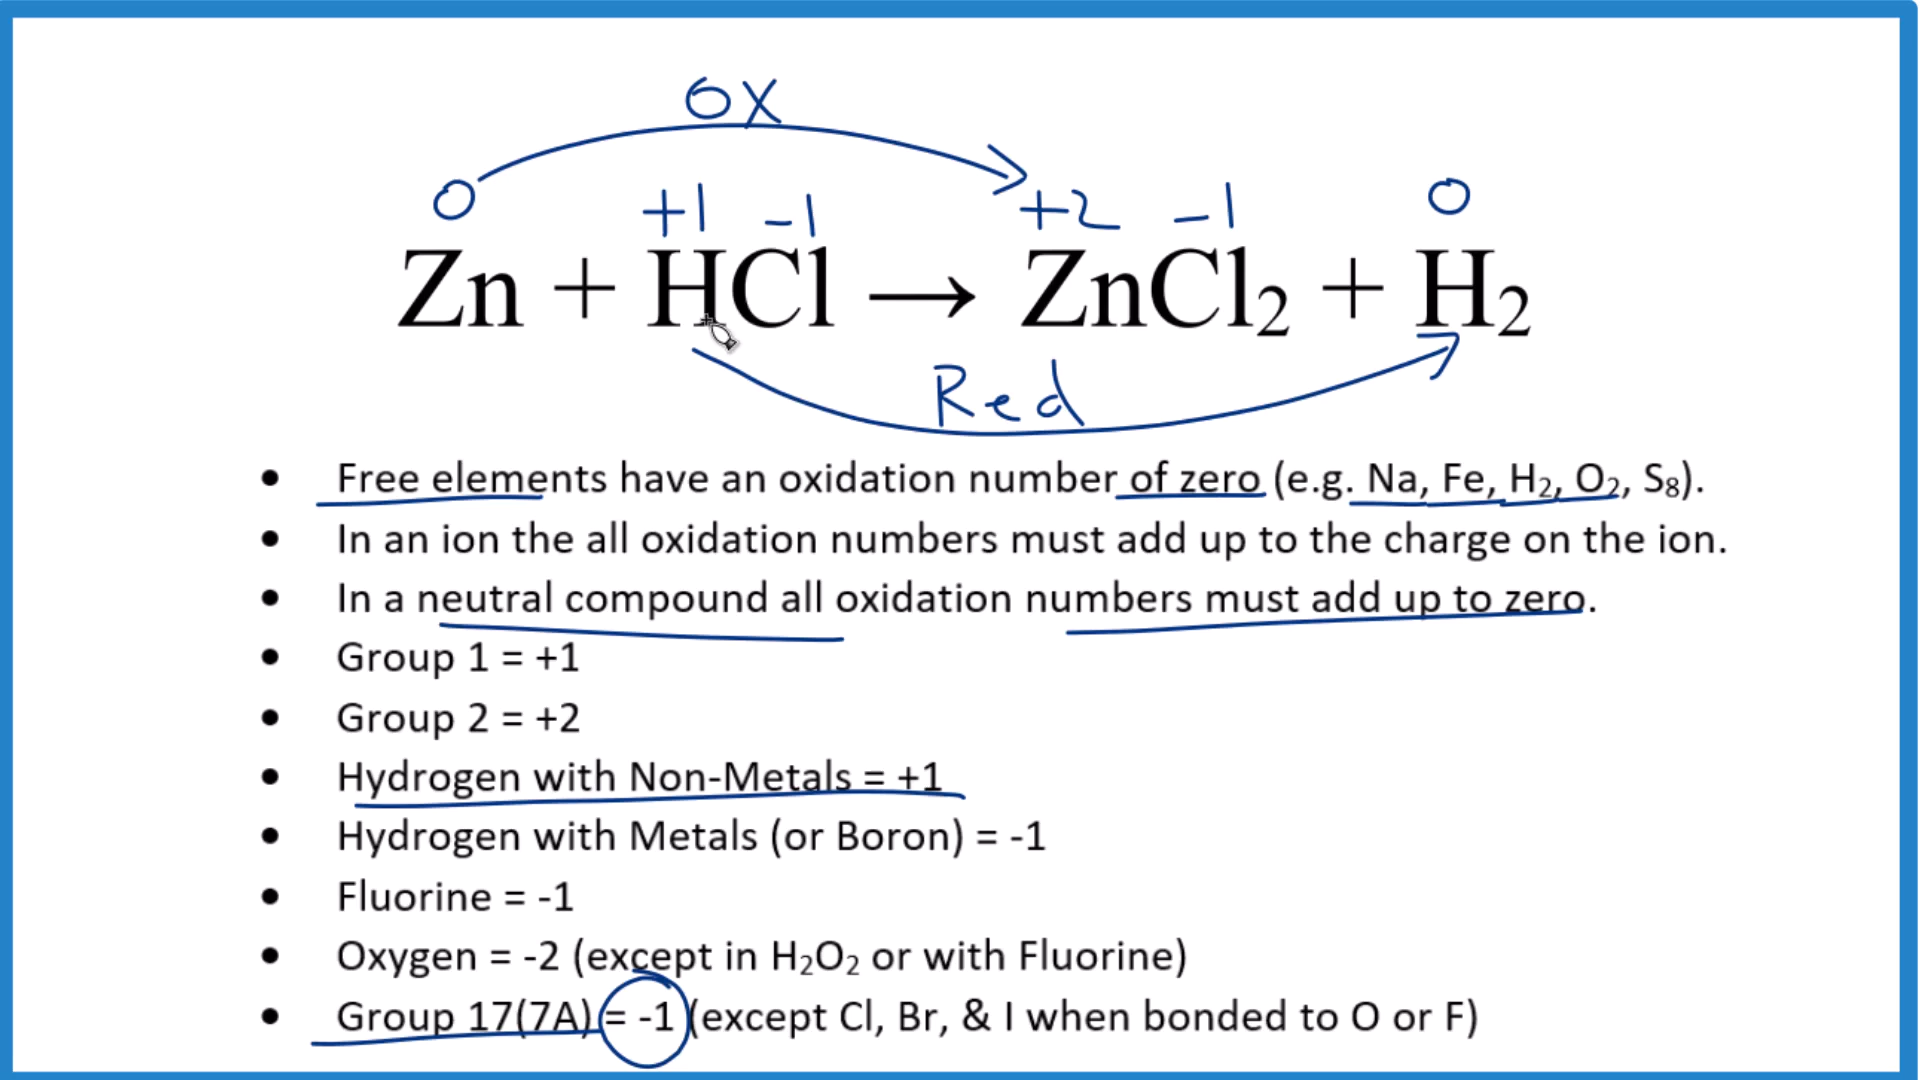 OX
0 +1 -1 +2 -1 0
Zn + HCl → ZnCl₂ + H₂
Red
• Free elements have an oxidation number of zero (e.g. Na, Fe, H₂, O₂, S₈).
• In an ion the all oxidation numbers must add up to the charge on the ion.
• In a neutral compound all oxidation numbers must add up to zero.
• Group 1 = +1
• Group 2 = +2
• Hydrogen with Non-Metals = +1
• Hydrogen with Metals (or Boron) = -1
• Fluorine = -1
• Oxygen = -2 (except in H₂O₂ or with Fluorine)
• Group 17(7A) = -1 (except Cl, Br, & I when bonded to O or F)